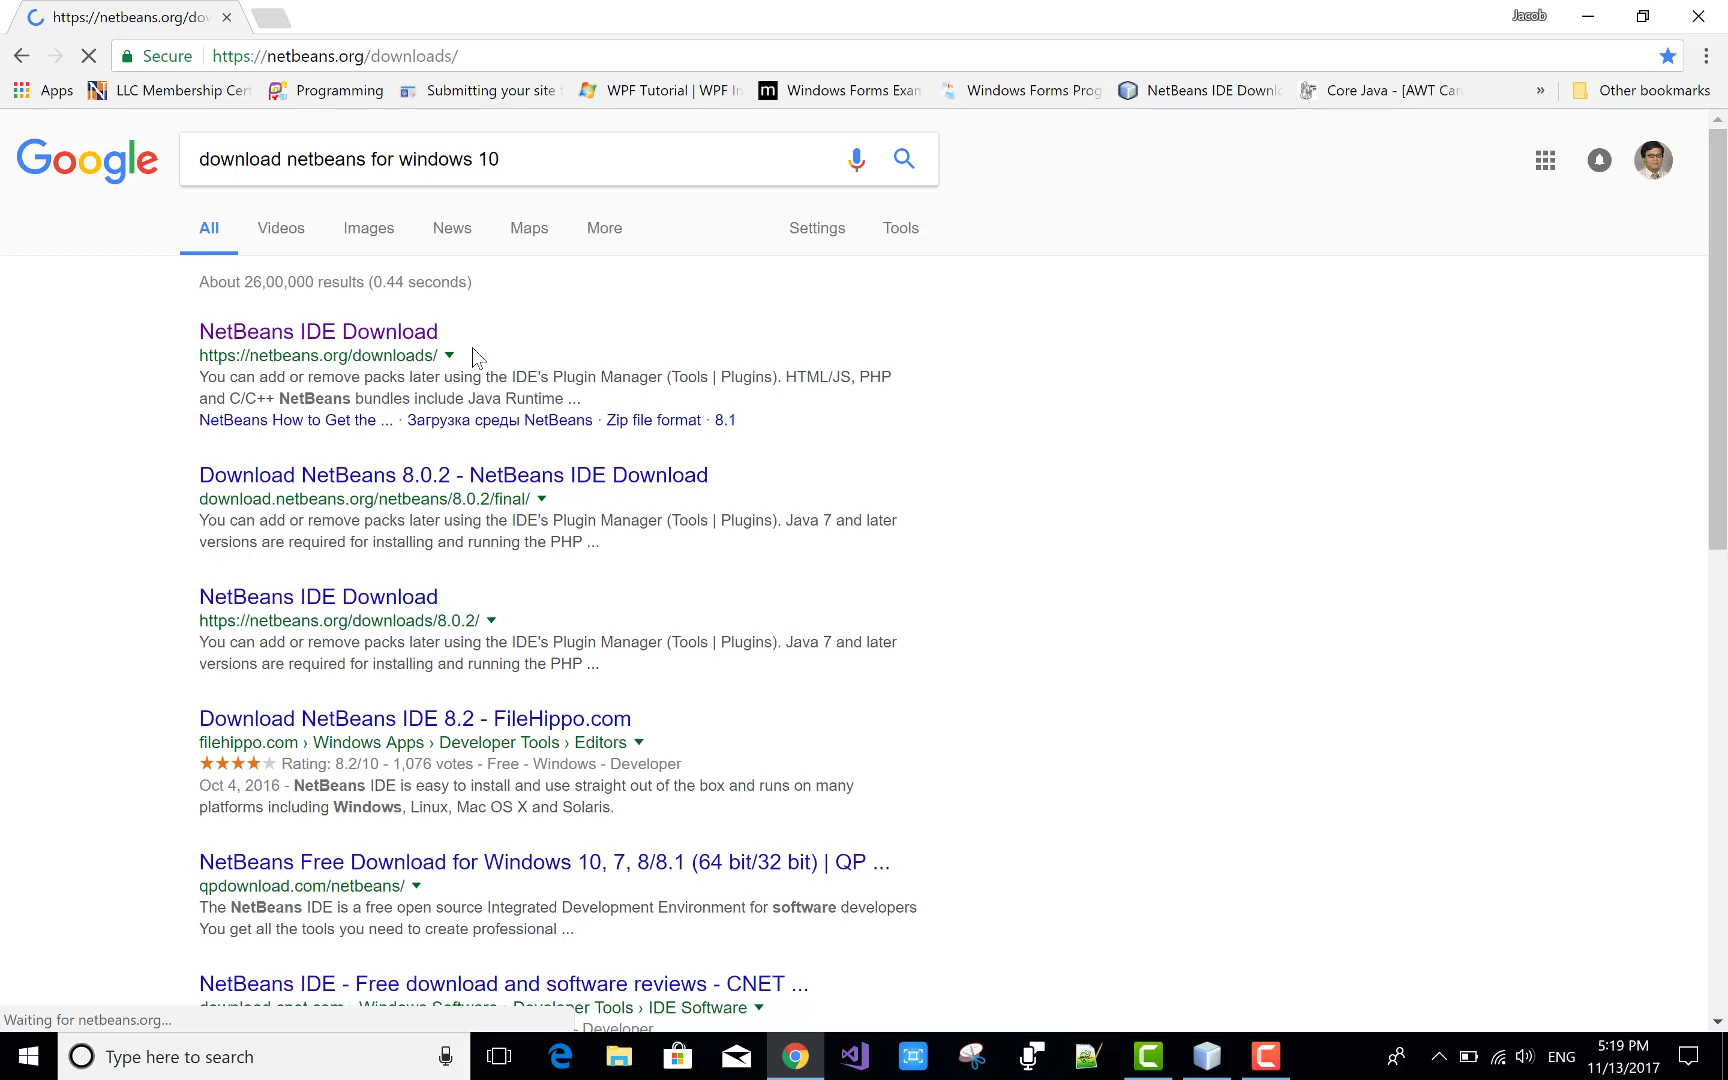 https://netbeans.org/dov
Jacob
Secure https://netbeans.org/downloads/
Apps LLC Membership Cer Programming Submitting your site WPF Tutorial | WPF In Windows Forms Exam Windows Forms Prog NetBeans IDE Downl Core Java - [AWT Car » Other bookmarks
Google download netbeans for windows 10
All Videos Images News Maps More Settings Tools
About 26,00,000 results (0.44 seconds)
NetBeans IDE Download
https://netbeans.org/downloads/
You can add or remove packs later using the IDE's Plugin Manager (Tools | Plugins). HTML/JS, PHP
and C/C++ NetBeans bundles include Java Runtime ...
NetBeans How to Get the ... · Загрузка среды NetBeans · Zip file format · 8.1
Download NetBeans 8.0.2 - NetBeans IDE Download
download.netbeans.org/netbeans/8.0.2/final/
You can add or remove packs later using the IDE's Plugin Manager (Tools | Plugins). Java 7 and later
versions are required for installing and running the PHP ...
NetBeans IDE Download
https://netbeans.org/downloads/8.0.2/
You can add or remove packs later using the IDE's Plugin Manager (Tools | Plugins). Java 7 and later
versions are required for installing and running the PHP ...
Download NetBeans IDE 8.2 - FileHippo.com
filehippo.com › Windows Apps › Developer Tools › Editors
Rating: 8.2/10 - 1,076 votes - Free - Windows - Developer
Oct 4, 2016 - NetBeans IDE is easy to install and use straight out of the box and runs on many
platforms including Windows, Linux, Mac OS X and Solaris.
NetBeans Free Download for Windows 10, 7, 8/8.1 (64 bit/32 bit) | QP ...
qpdownload.com/netbeans/
The NetBeans IDE is a free open source Integrated Development Environment for software developers
You get all the tools you need to create professional ...
NetBeans IDE - Free download and software reviews - CNET ...
download.cnet.com › Windows Software › Developer Tools › IDE Software
- Developer
Waiting for netbeans.org...
Type here to search
ENG
5:19 PM
11/13/2017